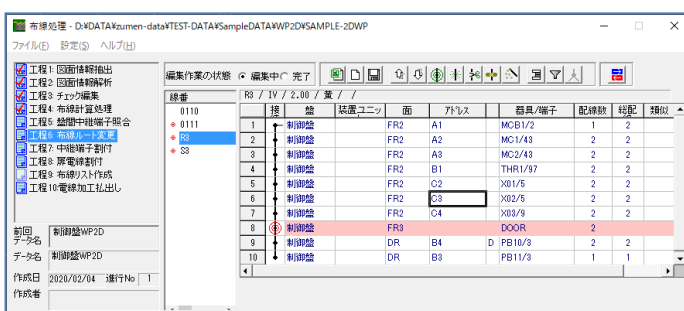 布線処理 - D:¥DATA¥zumen-data¥TEST-DATA¥SampleDATA¥WP2D¥SAMPLE-2DWP
ファイル(F) 設定(S) ヘルプ(H)
工程1: 図面情報抽出
工程2: 図面情報解析
工程3: チェック編集
工程4: 布線計算処理
工程5: 盤間中継端子照合
工程6: 布線ルート変更
工程7: 中継端子割付
工程8: 扉電線割付
工程9: 布線リスト作成
工程10:電線加工払出し
前回データ名 制御盤WP2D
データ名 制御盤WP2D
作成日 2020/02/04 進行No 1
作成者
編集作業の状態 編集中 完了
線番
0110
0111
R3
S3
R3 / IV / 2.00 / 黄 / /
接 盤 装置ユニッ 面 アドレス 器具/端子 配線数 総配 類似
1 制御盤 FR2 A1 MCB1/2 1 2
2 制御盤 FR2 A2 MC1/43 2 2
3 制御盤 FR2 A3 MC2/43 2 2
4 制御盤 FR2 B1 THR1/97 2 2
5 制御盤 FR2 C2 X01/5 2 2
6 制御盤 FR2 C3 X02/5 2 2
7 制御盤 FR2 C4 X03/9 2 2
8 制御盤 FR3 DOOR 2
9 制御盤 DR B4 D PB10/3 2 2
10 制御盤 DR B3 PB11/3 1 1